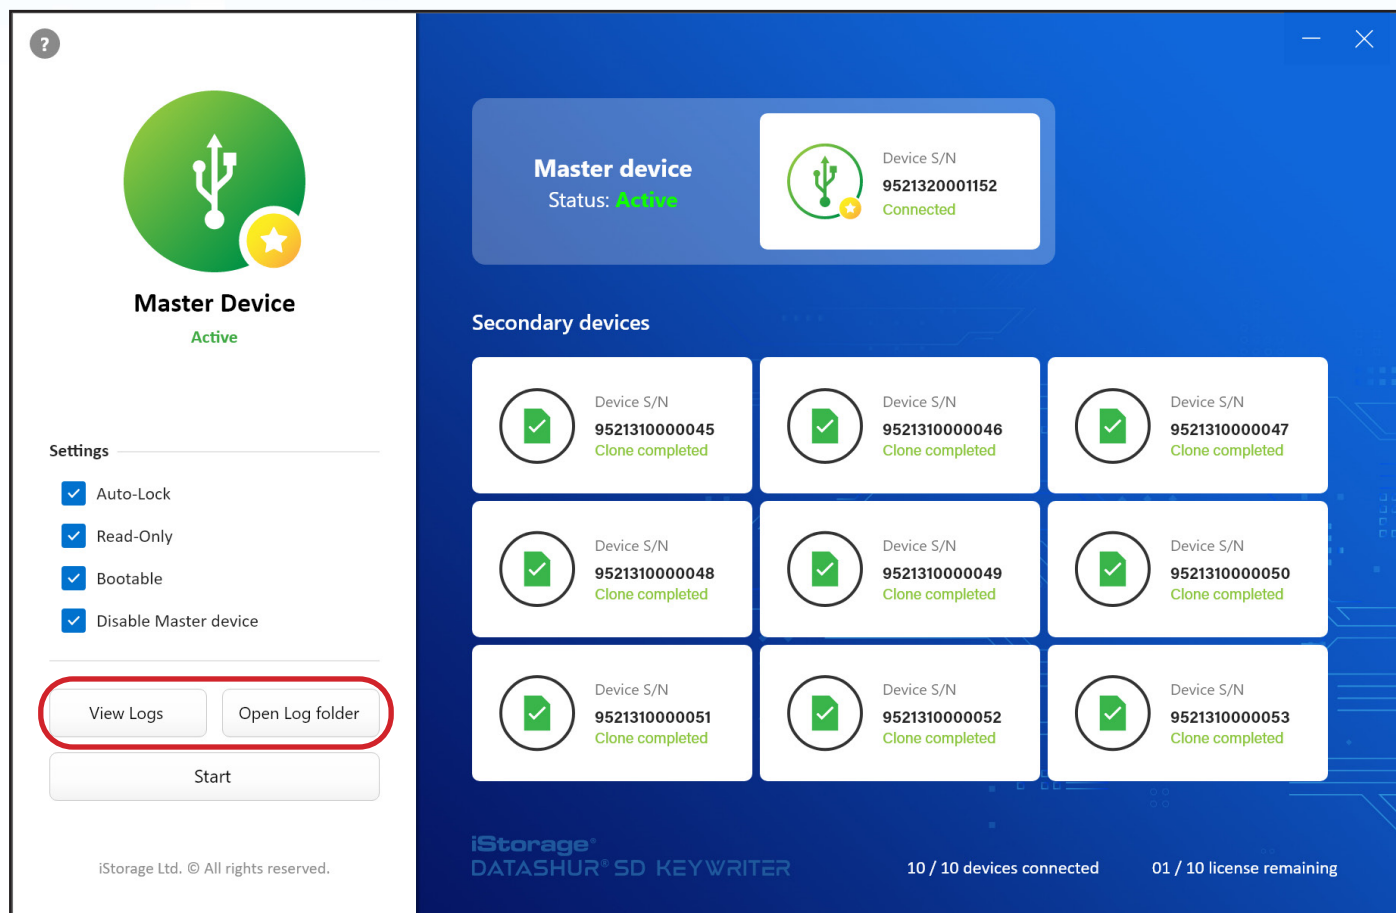 ?
Master Device
Active
Settings
Auto-Lock
Read-Only
Bootable
Disable Master device
View Logs
Open Log folder
Start
iStorage Ltd. © All rights reserved.
Master device
Status: Active
Device S/N
9521320001152
Connected
Secondary devices
Device S/N
9521310000045
Clone completed
Device S/N
9521310000046
Clone completed
Device S/N
9521310000047
Clone completed
Device S/N
9521310000048
Clone completed
Device S/N
9521310000049
Clone completed
Device S/N
9521310000050
Clone completed
Device S/N
9521310000051
Clone completed
Device S/N
9521310000052
Clone completed
Device S/N
9521310000053
Clone completed
iStorage®
DATASHUR® SD KEYWRITER
10 / 10 devices connected
01 / 10 license remaining